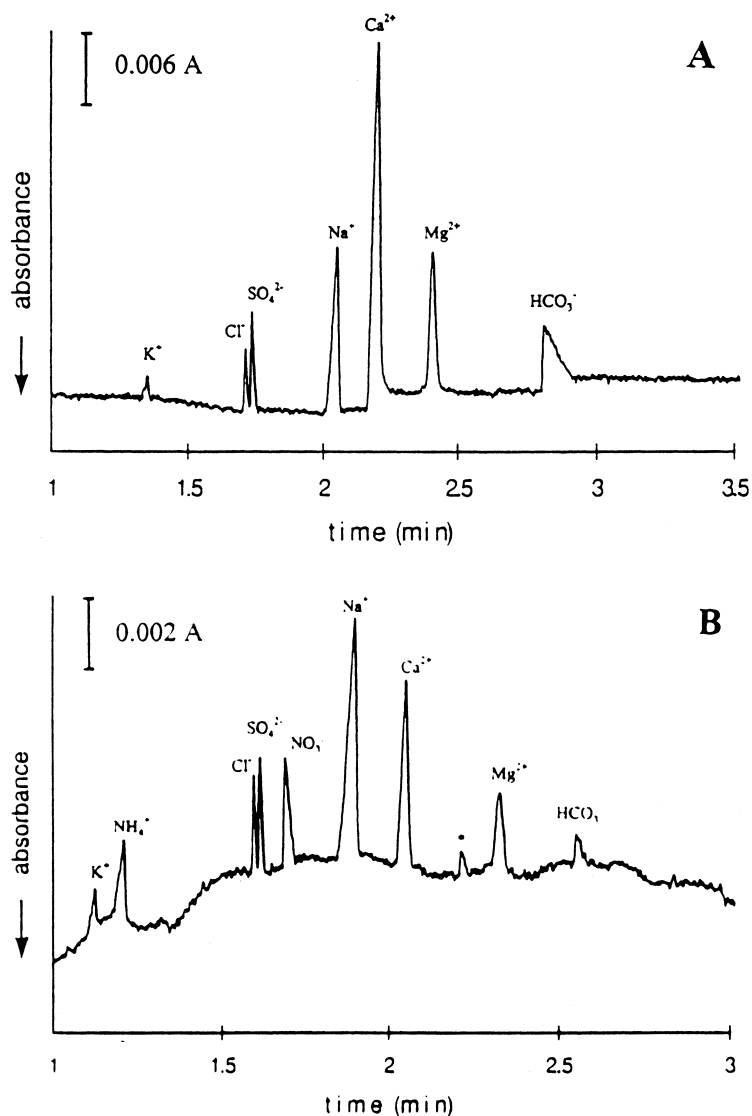 Ca²⁺
A
0.006 A
Na⁺
Mg²⁺
SO₄²⁻
HCO₃⁻
Cl⁻
K⁺
absorbance
1 1.5 2 2.5 3 3.5
time (min)
Na⁺
B
0.002 A
Ca²⁺
SO₄²⁻
NO₃
Cl⁻
Mg²⁺
HCO₃
NH₄⁺
K⁺
•
absorbance
1 1.5 2 2.5 3
time (min)